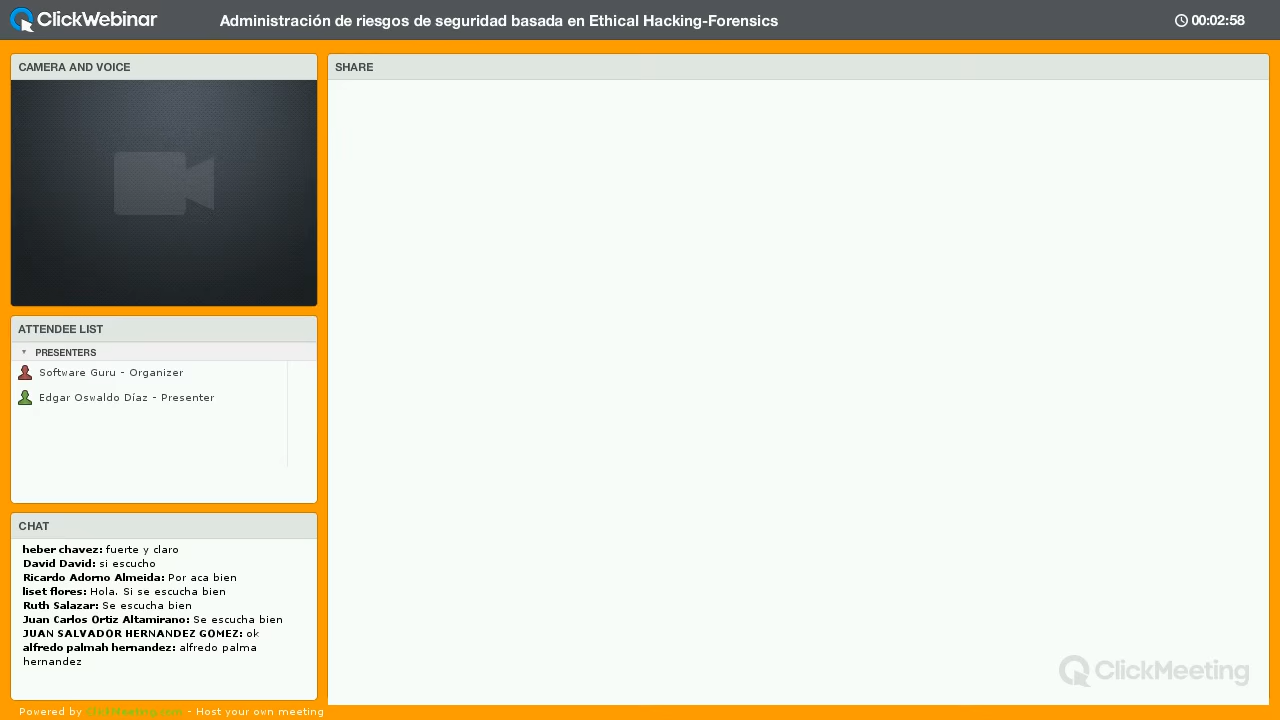 ClickWebinar
Administración de riesgos de seguridad basada en Ethical Hacking-Forensics
00:02:58
CAMERA AND VOICE
SHARE
ATTENDEE LIST
PRESENTERS
Software Guru - Organizer
Edgar Oswaldo Díaz - Presenter
CHAT
heber chavez: fuerte y claro
David David: si escucho
Ricardo Adorno Almeida: Por aca bien
liset flores: Hola. Si se escucha bien
Ruth Salazar: Se escucha bien
Juan Carlos Ortiz Altamirano: Se escucha bien
JUAN SALVADOR HERNANDEZ GOMEZ: ok
alfredo palmah hernandez: alfredo palma
hernandez
ClickMeeting
Powered by ClickMeeting.com - Host your own meeting